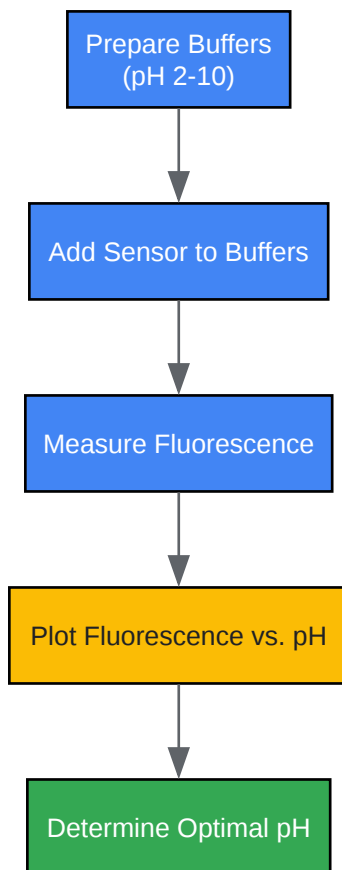 Prepare Buffers
(pH 2-10)
Add Sensor to Buffers
Measure Fluorescence
Plot Fluorescence vs. pH
Determine Optimal pH